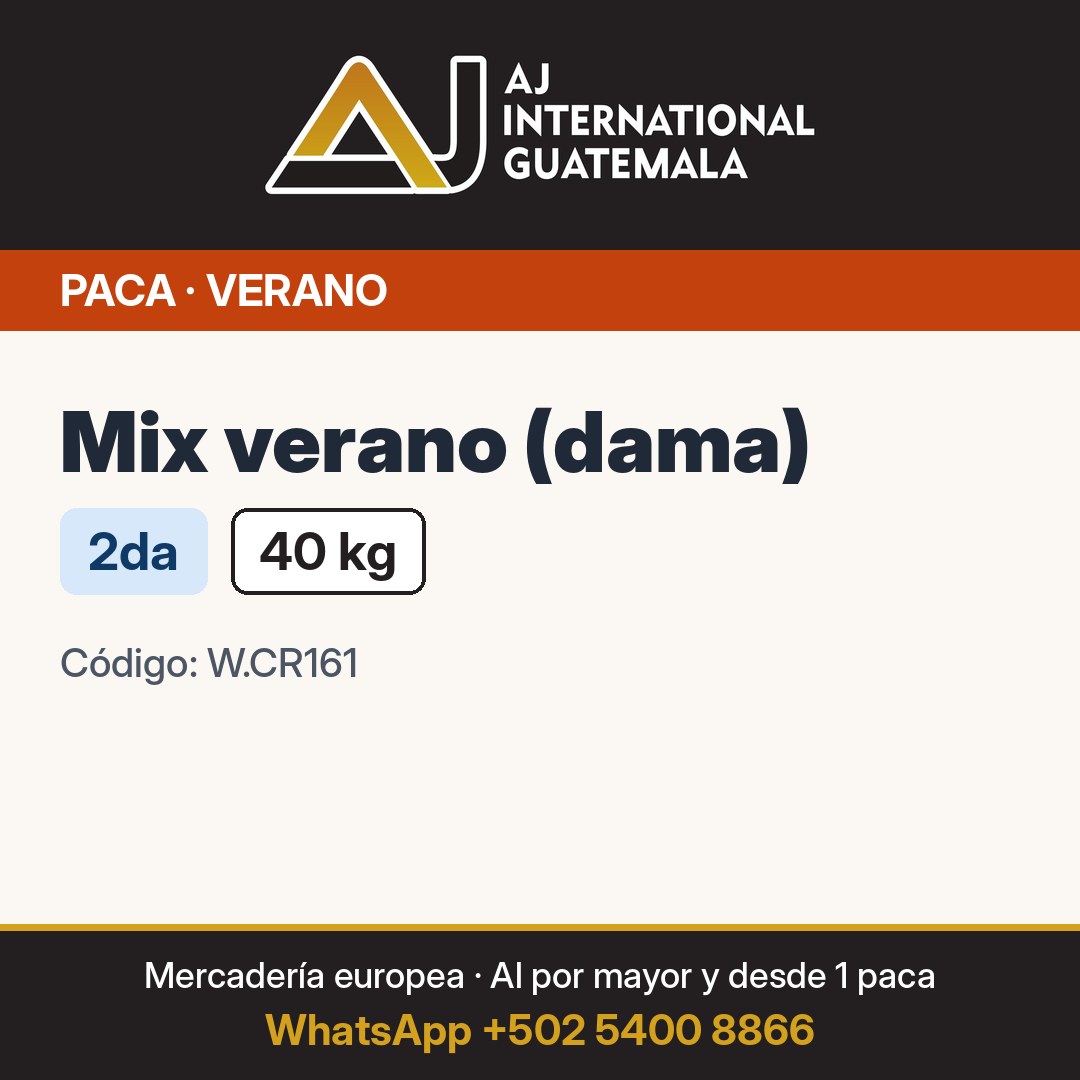 AJ
INTERNATIONAL
GUATEMALA
PACA · VERANO
Mix verano (dama)
2da
40 kg
Código: W.CR161
Mercadería europea · Al por mayor y desde 1 paca
WhatsApp +502 5400 8866